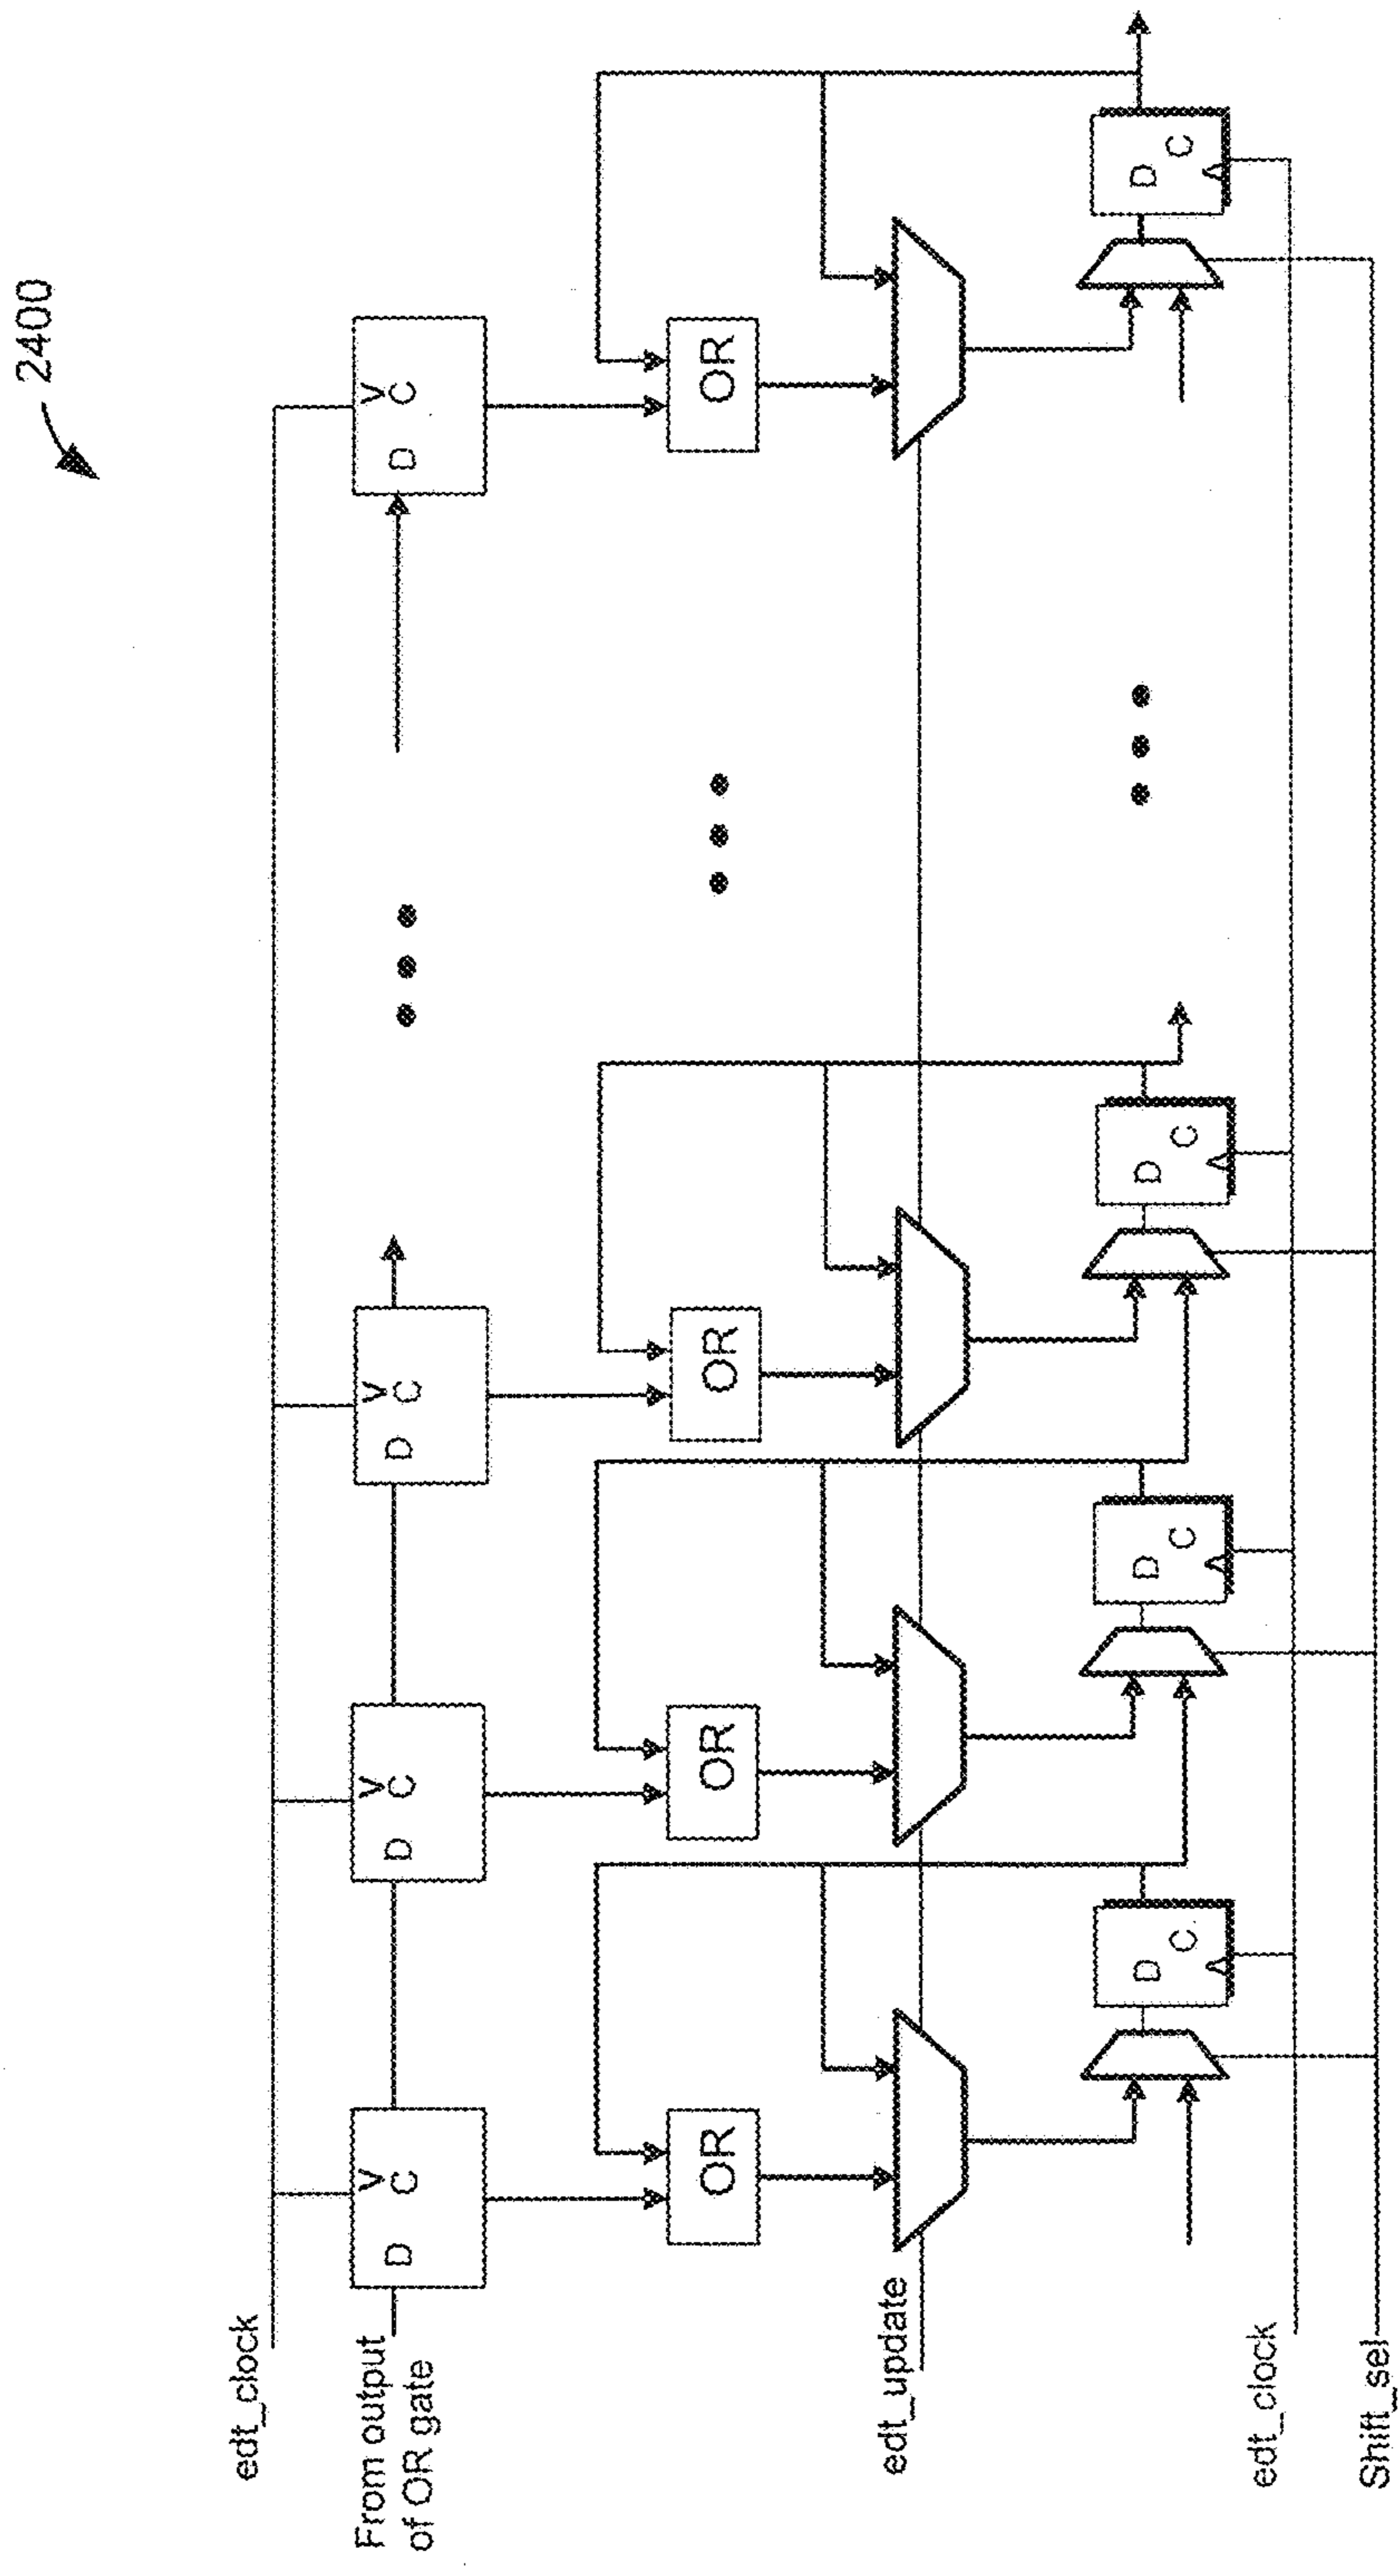 2400
edt_clock
From output
of OR gate
D C
D C
D C
D C
OR
OR
OR
OR
edt_update
D C
D C
D C
D C
edt_clock
Shift_sel